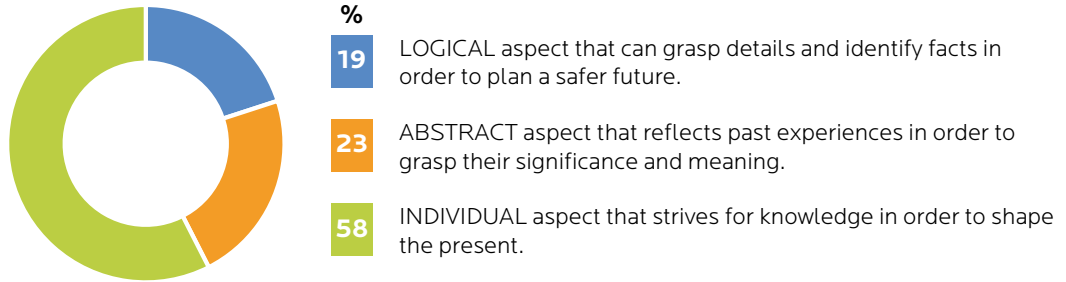 %
19
LOGICAL aspect that can grasp details and identify facts in
order to plan a safer future.
23
ABSTRACT aspect that reflects past experiences in order to
grasp their significance and meaning.
58
INDIVIDUAL aspect that strives for knowledge in order to shape
the present.